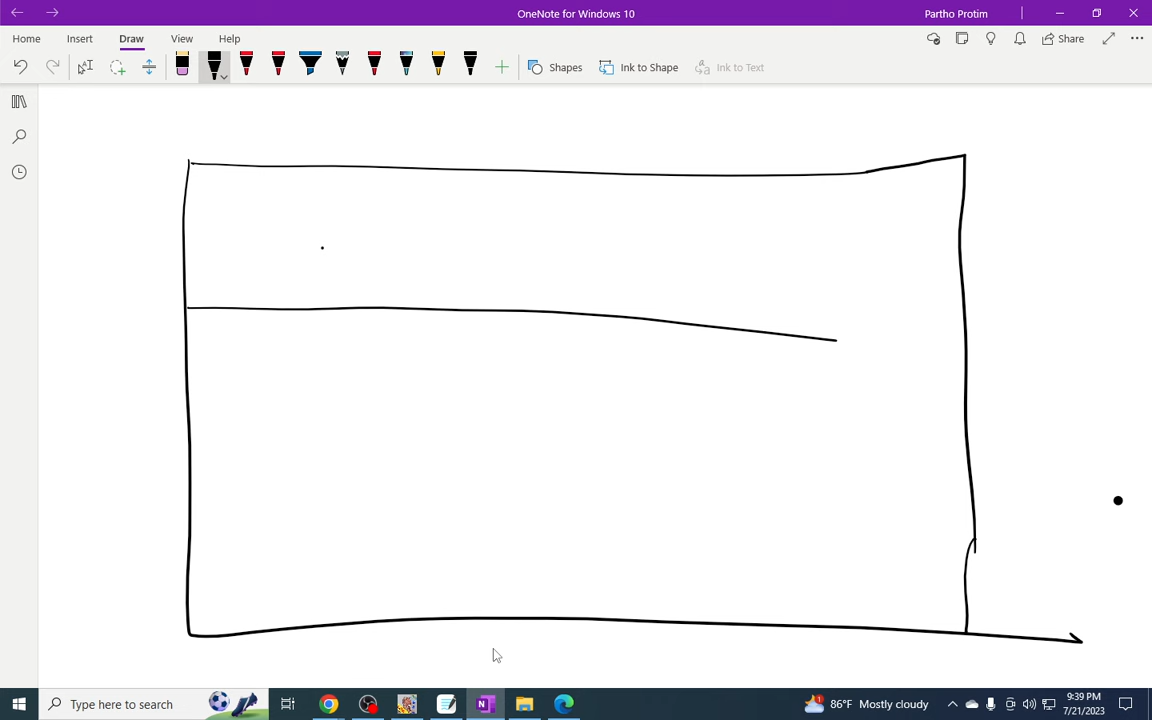 OneNote for Windows 10
Partho Protim
Home Insert Draw View Help
Share
Shapes
Ink to Shape
Ink to Text
Type here to search
86°F Mostly cloudy
9:39 PM
7/21/2023